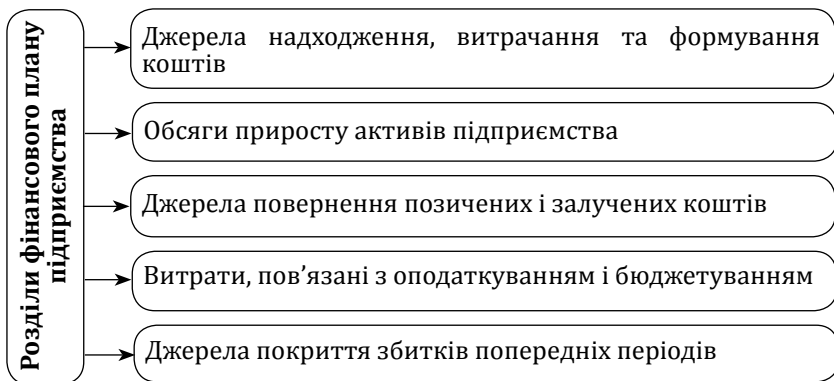 Розділи фінансового плану
підприємства
Джерела надходження, витрачання та формування
коштів
Обсяги приросту активів підприємства
Джерела повернення позичених і залучених коштів
Витрати, пов’язані з оподаткуванням і бюджетуванням
Джерела покриття збитків попередніх періодів